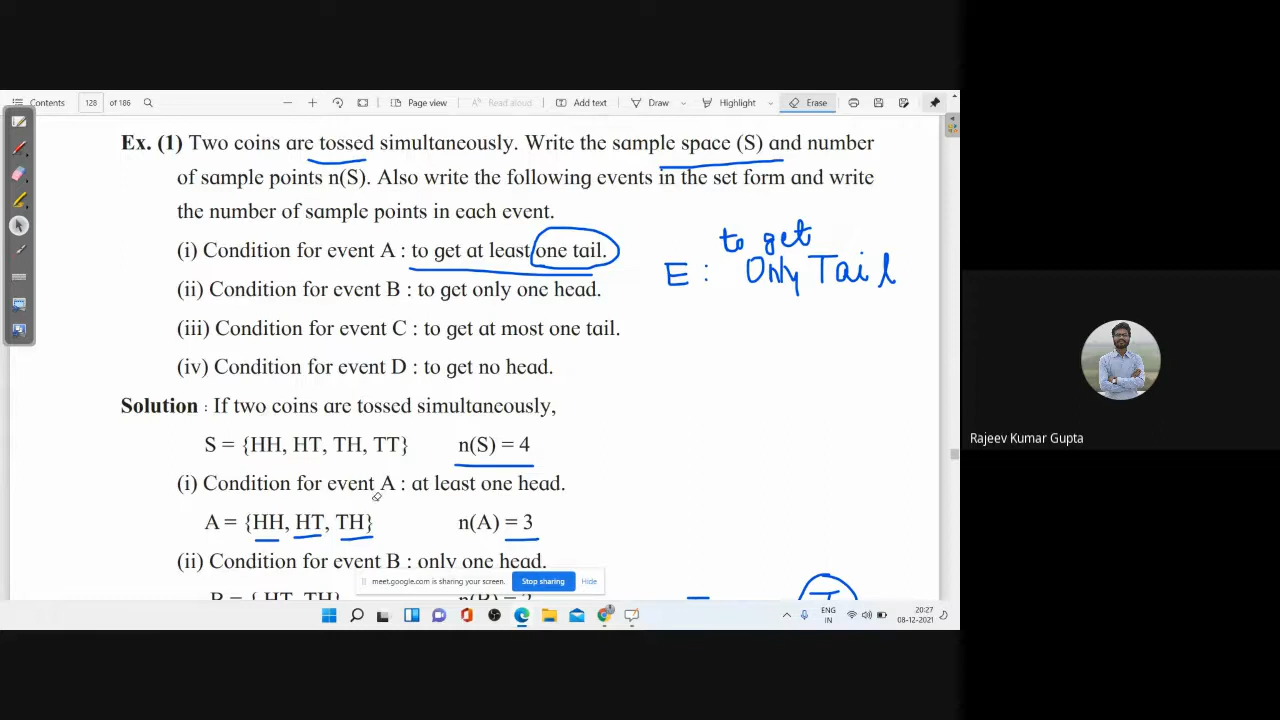 Contents 128 of 186 Page view Read aloud Add text Draw Highlight Erase
Ex. (1) Two coins are tossed simultaneously. Write the sample space (S) and number
of sample points n(S). Also write the following events in the set form and write
the number of sample points in each event.
(i) Condition for event A : to get at least one tail.
to get
E : Only Tail
(ii) Condition for event B : to get only one head.
(iii) Condition for event C : to get at most one tail.
(iv) Condition for event D : to get no head.
Solution : If two coins are tossed simultaneously,
S = {HH, HT, TH, TT} n(S) = 4
(i) Condition for event A : at least one head.
A = {HH, HT, TH} n(A) = 3
(ii) Condition for event B : only one head.
meet.google.com is sharing your screen. Stop sharing Hide
T
ENG
IN
20:27
08-12-2021
Rajeev Kumar Gupta